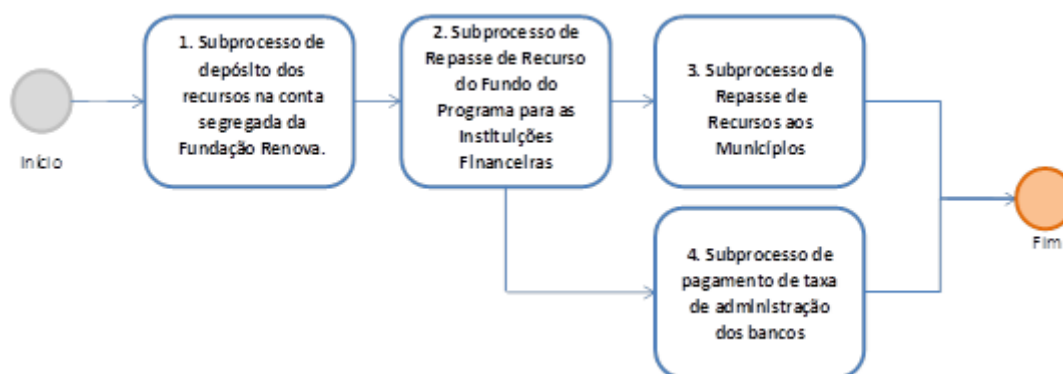 Início
1. Subprocesso de
depósito dos
recursos na conta
segregada da
Fundação Renova.
2. Subprocesso de
Repasse de Recurso
do Fundo do
Programa para as
Instituições
Financeiras
3. Subprocesso de
Repasse de
Recursos aos
Municípios
4. Subprocesso de
pagamento de taxa
de administração
dos bancos
Fim